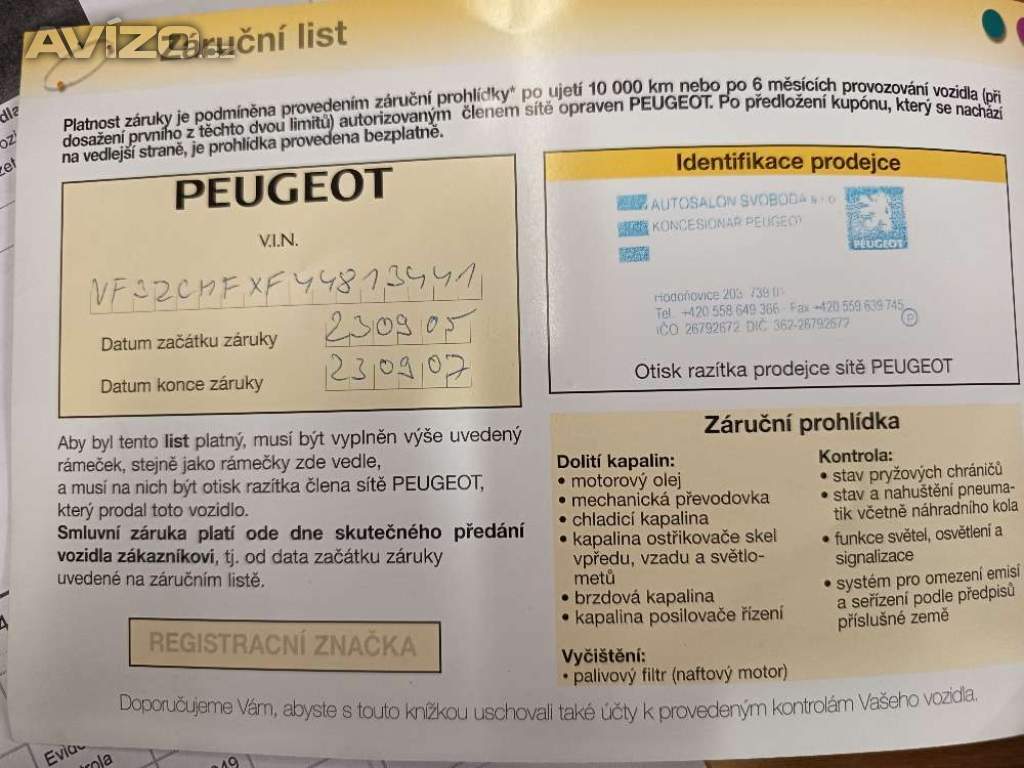 AVÍZO.cz
Záruční list
Platnost záruky je podmíněna provedením záruční prohlídky* po ujetí 10 000 km nebo po 6 měsících provozování vozidla (při
dosažení prvního z těchto dvou limitů) autorizovaným členem sítě opraven PEUGEOT. Po předložení kupónu, který se nachází
na vedlejší straně, je prohlídka provedena bezplatně.
PEUGEOT
V.I.N.
VF32CHFXF44813441
Datum začátku záruky
23 09 05
Datum konce záruky
23 09 07
Aby byl tento list platný, musí být vyplněn výše uvedený
rámeček, stejně jako rámečky zde vedle,
a musí na nich být otisk razítka člena sítě PEUGEOT,
který prodal toto vozidlo.
Smluvní záruka platí ode dne skutečného předání
vozidla zákazníkovi, tj. od data začátku záruky
uvedené na záručním listě.
REGISTRACNÍ ZNAČKA
Identifikace prodejce
AUTOSALON SVOBODA s r o
KONCESIONÁŘ PEUGEOT
PEUGEOT
Hodoňovice 203, 739 01
Tel. +420 558 649 366 · Fax +420 559 639 745
IČO 26792672 DIČ 362-26792672
P
Otisk razítka prodejce sítě PEUGEOT
Záruční prohlídka
Dolití kapalin:
• motorový olej
• mechanická převodovka
• chladicí kapalina
• kapalina ostřikovače skel
vpředu, vzadu a světlo-
metů
• brzdová kapalina
• kapalina posilovače řízení
Vyčištění:
• palivový filtr (naftový motor)
Kontrola:
• stav pryžových chráničů
• stav a nahuštění pneuma-
tik včetně náhradního kola
• funkce světel, osvětlení a
signalizace
• systém pro omezení emisí
a seřízení podle předpisů
příslušné země
Doporučujeme Vám, abyste s touto knížkou uschovali také účty k provedeným kontrolám Vašeho vozidla.